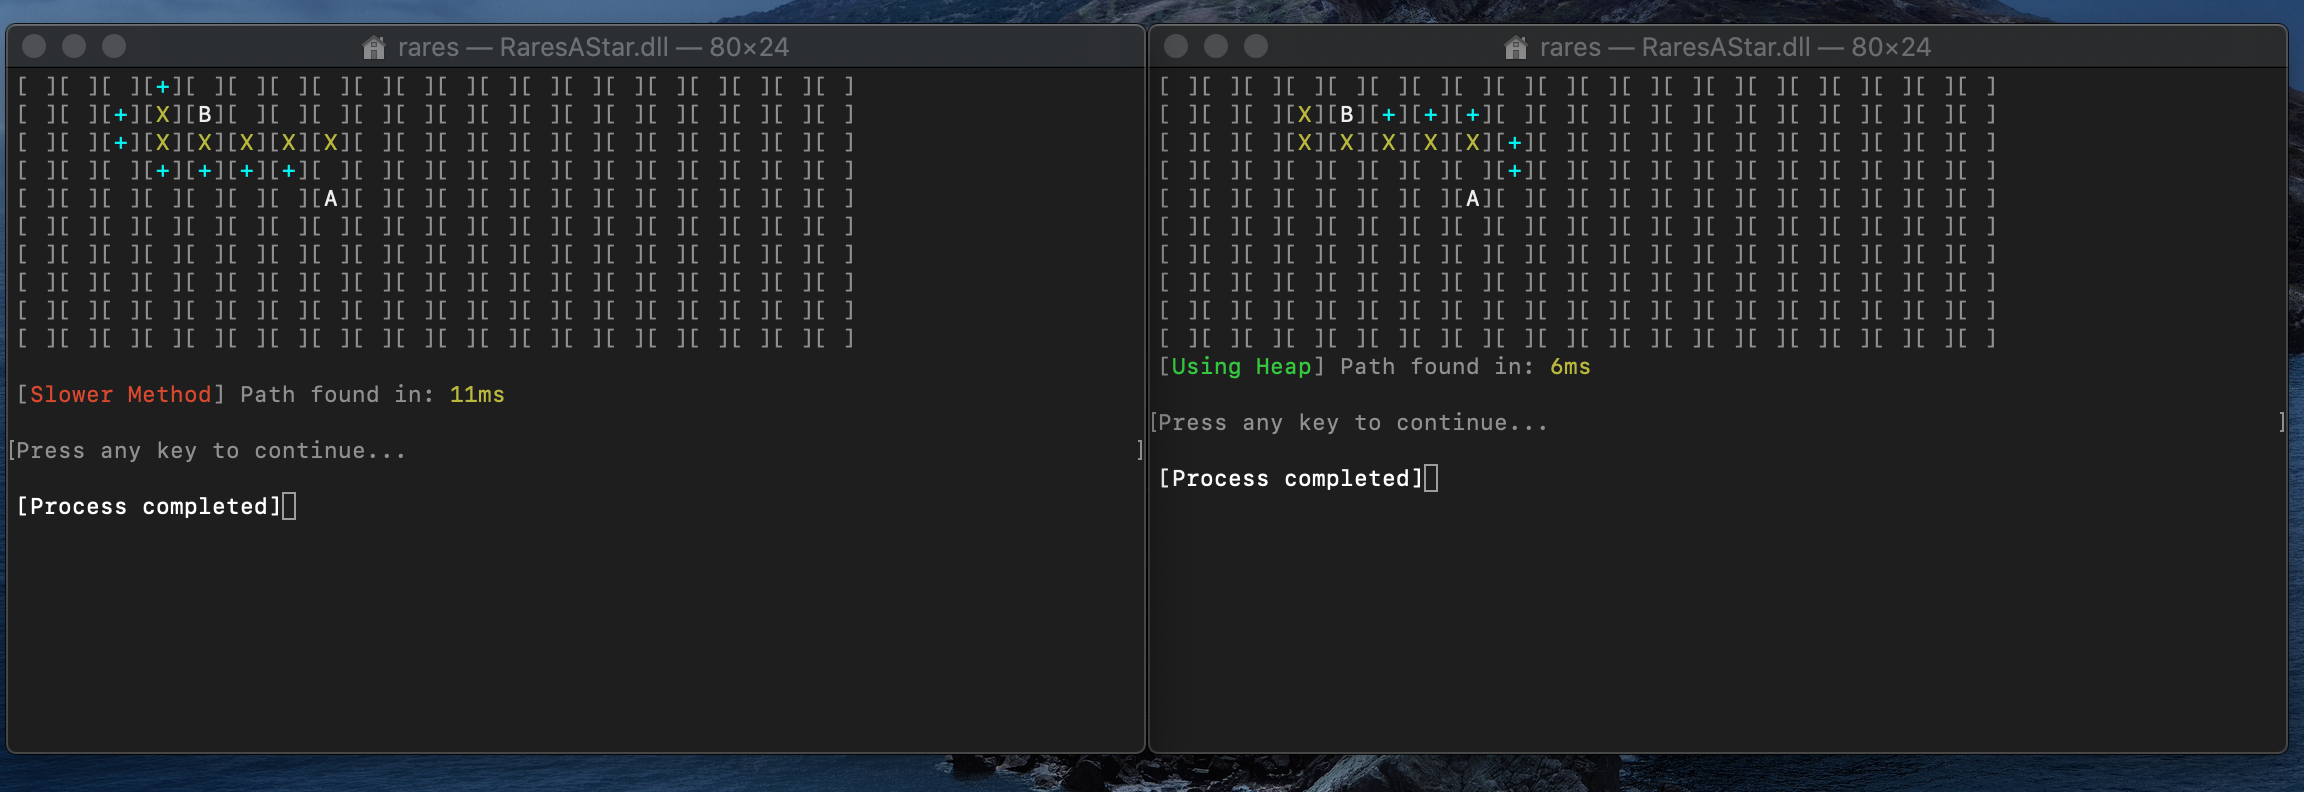 rares — RaresAStar.dll — 80×24
[ ][ ][ ][+][ ][ ][ ][ ][ ][ ][ ][ ][ ][ ][ ][ ][ ][ ][ ][ ]
[ ][ ][+][X][B][ ][ ][ ][ ][ ][ ][ ][ ][ ][ ][ ][ ][ ][ ][ ]
[ ][ ][+][X][X][X][X][X][ ][ ][ ][ ][ ][ ][ ][ ][ ][ ][ ][ ]
[ ][ ][ ][+][+][+][+][ ][ ][ ][ ][ ][ ][ ][ ][ ][ ][ ][ ][ ]
[ ][ ][ ][ ][ ][ ][ ][A][ ][ ][ ][ ][ ][ ][ ][ ][ ][ ][ ][ ]
[ ][ ][ ][ ][ ][ ][ ][ ][ ][ ][ ][ ][ ][ ][ ][ ][ ][ ][ ][ ]
[ ][ ][ ][ ][ ][ ][ ][ ][ ][ ][ ][ ][ ][ ][ ][ ][ ][ ][ ][ ]
[ ][ ][ ][ ][ ][ ][ ][ ][ ][ ][ ][ ][ ][ ][ ][ ][ ][ ][ ][ ]
[ ][ ][ ][ ][ ][ ][ ][ ][ ][ ][ ][ ][ ][ ][ ][ ][ ][ ][ ][ ]
[ ][ ][ ][ ][ ][ ][ ][ ][ ][ ][ ][ ][ ][ ][ ][ ][ ][ ][ ][ ]
[Slower Method] Path found in: 11ms
[Press any key to continue... ]
[Process completed]
rares — RaresAStar.dll — 80×24
[ ][ ][ ][ ][ ][ ][ ][ ][ ][ ][ ][ ][ ][ ][ ][ ][ ][ ][ ][ ]
[ ][ ][ ][X][B][+][+][+][ ][ ][ ][ ][ ][ ][ ][ ][ ][ ][ ][ ]
[ ][ ][ ][X][X][X][X][X][+][ ][ ][ ][ ][ ][ ][ ][ ][ ][ ][ ]
[ ][ ][ ][ ][ ][ ][ ][ ][+][ ][ ][ ][ ][ ][ ][ ][ ][ ][ ][ ]
[ ][ ][ ][ ][ ][ ][ ][A][ ][ ][ ][ ][ ][ ][ ][ ][ ][ ][ ][ ]
[ ][ ][ ][ ][ ][ ][ ][ ][ ][ ][ ][ ][ ][ ][ ][ ][ ][ ][ ][ ]
[ ][ ][ ][ ][ ][ ][ ][ ][ ][ ][ ][ ][ ][ ][ ][ ][ ][ ][ ][ ]
[ ][ ][ ][ ][ ][ ][ ][ ][ ][ ][ ][ ][ ][ ][ ][ ][ ][ ][ ][ ]
[ ][ ][ ][ ][ ][ ][ ][ ][ ][ ][ ][ ][ ][ ][ ][ ][ ][ ][ ][ ]
[ ][ ][ ][ ][ ][ ][ ][ ][ ][ ][ ][ ][ ][ ][ ][ ][ ][ ][ ][ ]
[Using Heap] Path found in: 6ms
[Press any key to continue... ]
[Process completed]